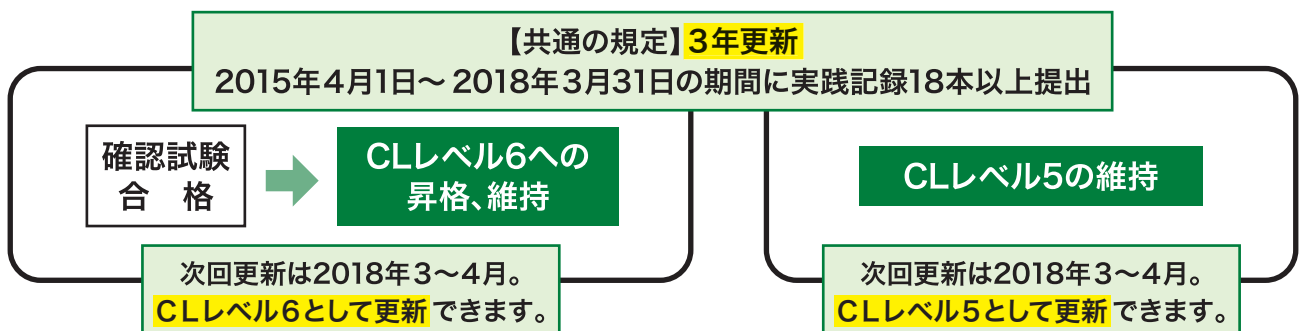 【共通の規定】3年更新
2015年4月1日～2018年3月31日の期間に実践記録18本以上提出
確認試験
合　格
CLレベル6への
昇格、維持
次回更新は2018年3～4月。
CLレベル6として更新できます。
CLレベル5の維持
次回更新は2018年3～4月。
CLレベル5として更新できます。